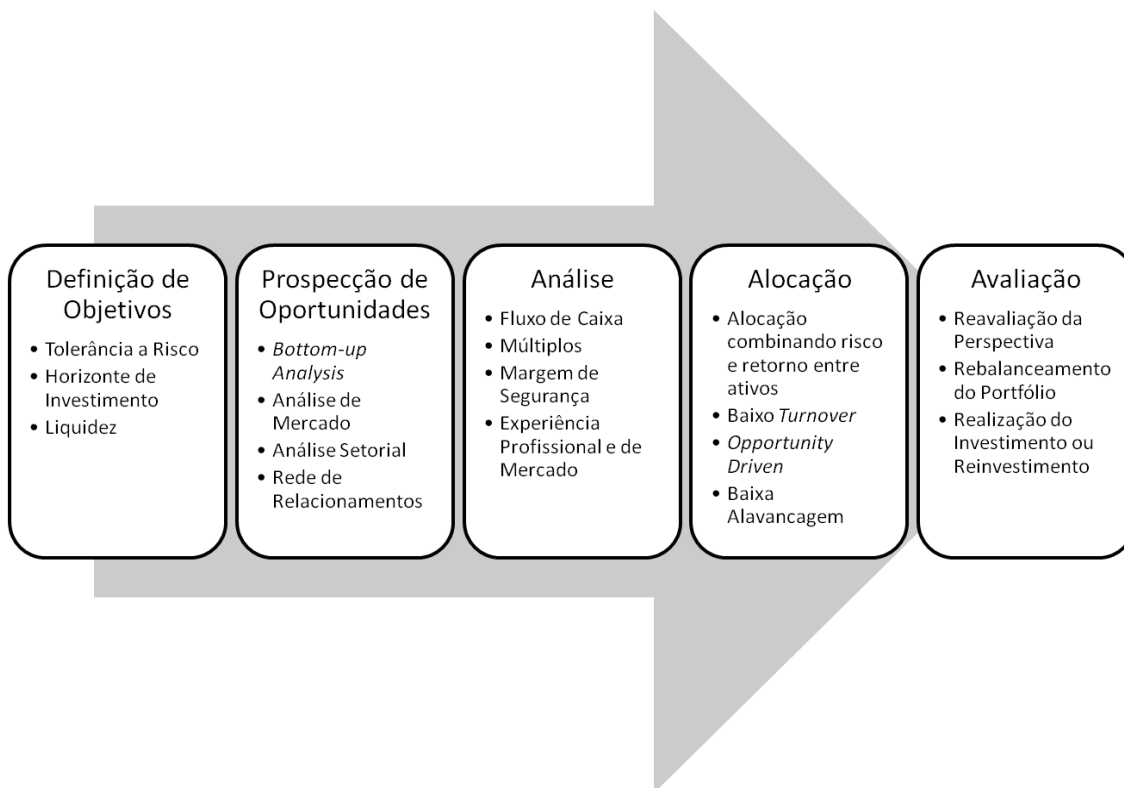 Definição de
Objetivos
• Tolerância a Risco
• Horizonte de
Investimento
• Liquidez
Prospecção de
Oportunidades
• Bottom-up
Analysis
• Análise de
Mercado
• Análise Setorial
• Rede de
Relacionamentos
Análise
• Fluxo de Caixa
• Múltiplos
• Margem de
Segurança
• Experiência
Profissional e de
Mercado
Alocação
• Alocação
combinando risco
e retorno entre
ativos
• Baixo Turnover
• Opportunity
Driven
• Baixa
Alavancagem
Avaliação
• Reavaliação da
Perspectiva
• Rebalanceamento
do Portfólio
• Realização do
Investimento ou
Reinvestimento